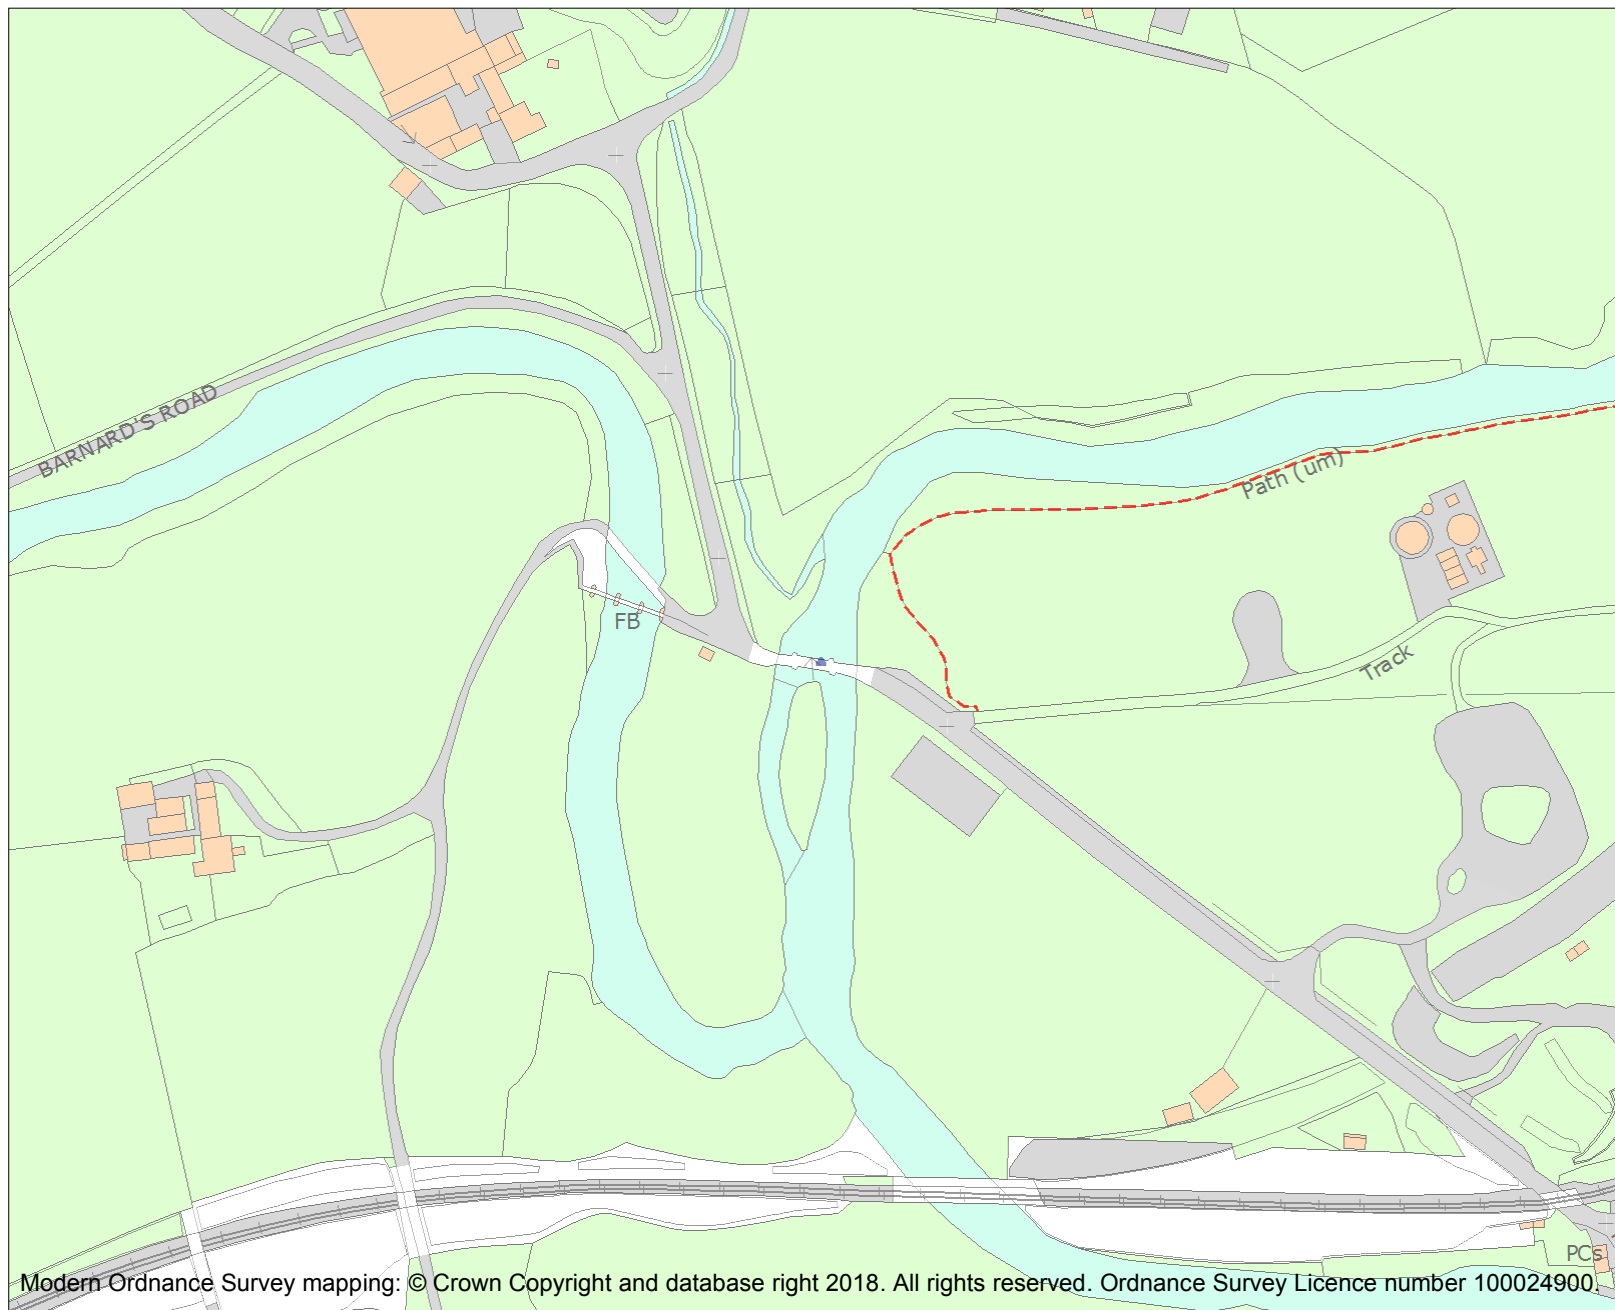 BARNARD'S ROAD
Path (um)
FB
Track
PCs
Modern Ordnance Survey mapping: © Crown Copyright and database right 2018. All rights reserved. Ordnance Survey Licence number 100024900.